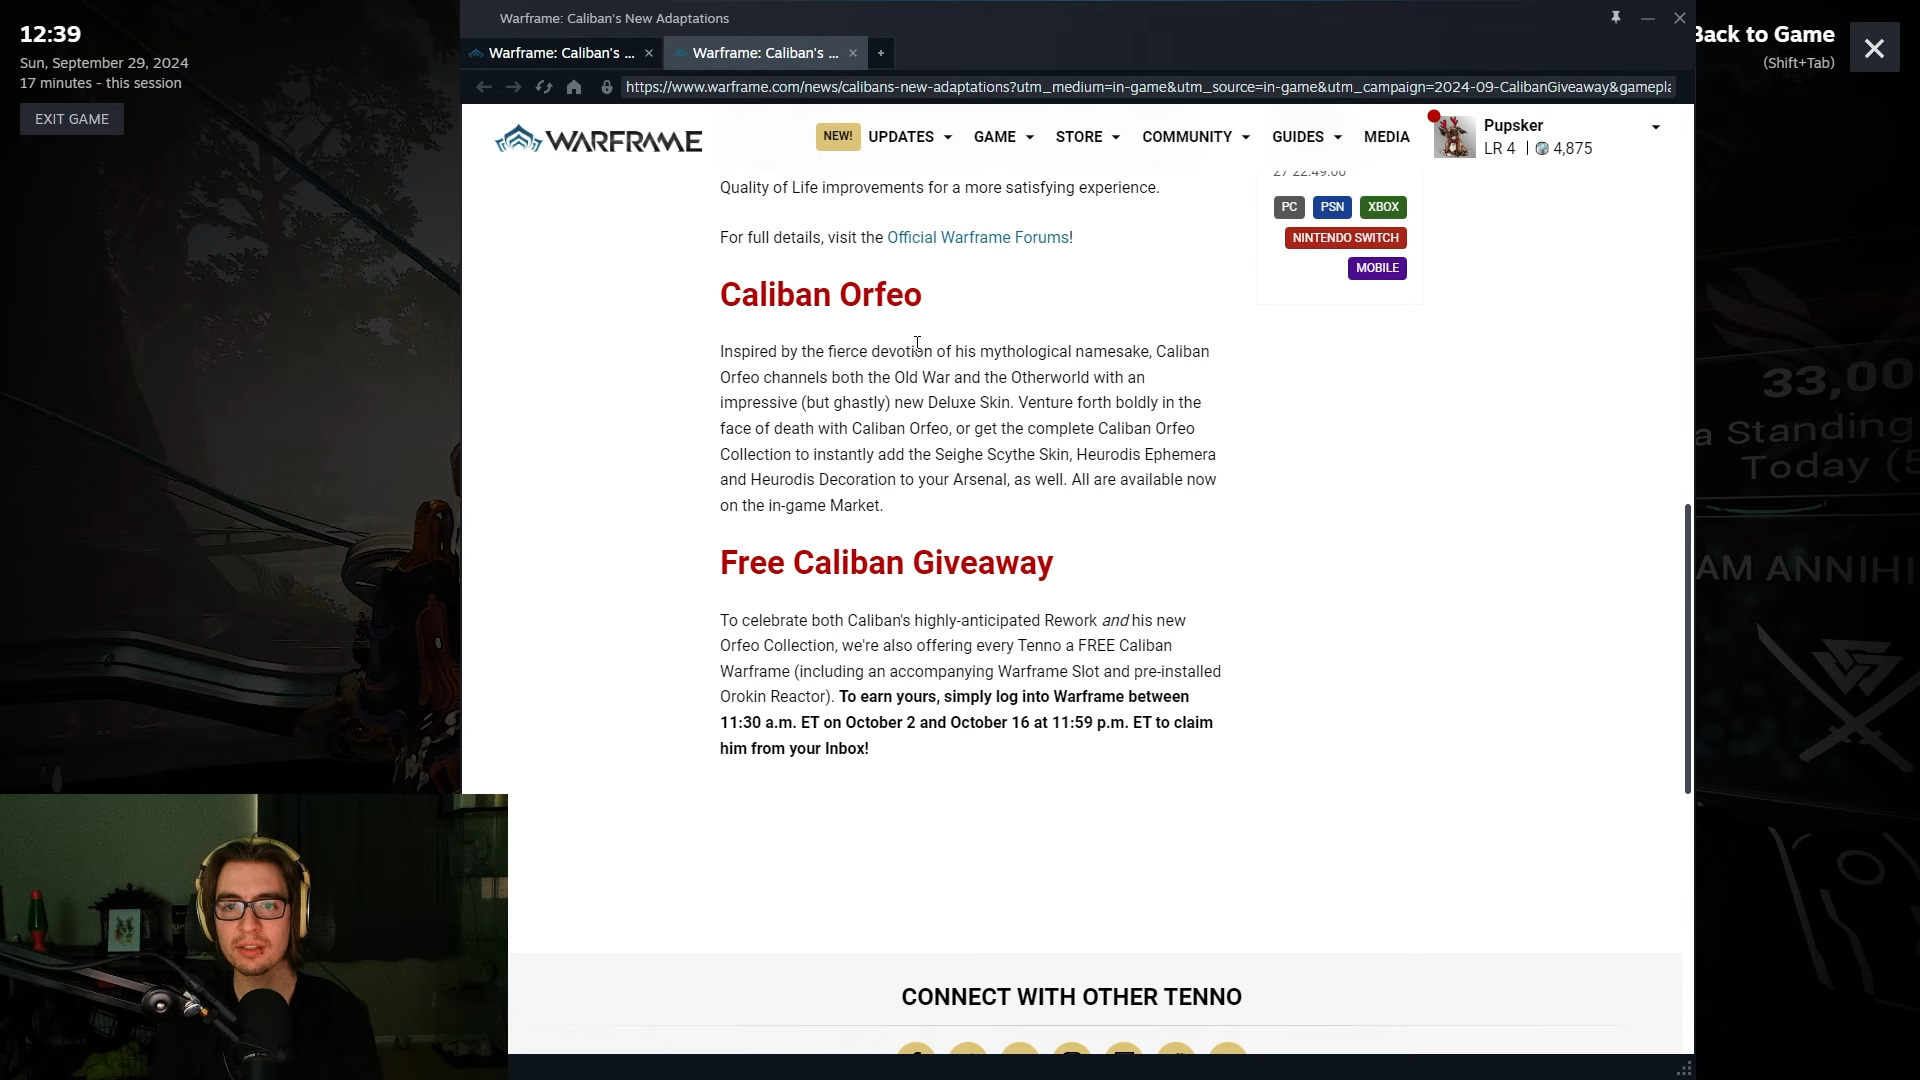 12:39
Sun, September 29, 2024
17 minutes - this session
EXIT GAME
Warframe: Caliban's New Adaptations
Back to Game
(Shift+Tab)
Warframe: Caliban's ...
Warframe: Caliban's ...
https://www.warframe.com/news/calibans-new-adaptations?utm_medium=in-game&utm_source=in-game&utm_campaign=2024-09-CalibanGiveaway&gamepla
WARFRAME
NEW!
UPDATES
GAME
STORE
COMMUNITY
GUIDES
MEDIA
Pupsker
LR 4 | 4,875
27 22:49:00
PC PSN XBOX
NINTENDO SWITCH
MOBILE
Quality of Life improvements for a more satisfying experience.
For full details, visit the Official Warframe Forums!
Caliban Orfeo
Inspired by the fierce devotion of his mythological namesake, Caliban
Orfeo channels both the Old War and the Otherworld with an
impressive (but ghastly) new Deluxe Skin. Venture forth boldly in the
face of death with Caliban Orfeo, or get the complete Caliban Orfeo
Collection to instantly add the Seighe Scythe Skin, Heurodis Ephemera
and Heurodis Decoration to your Arsenal, as well. All are available now
on the in-game Market.
Free Caliban Giveaway
To celebrate both Caliban's highly-anticipated Rework and his new
Orfeo Collection, we're also offering every Tenno a FREE Caliban
Warframe (including an accompanying Warframe Slot and pre-installed
Orokin Reactor). To earn yours, simply log into Warframe between
11:30 a.m. ET on October 2 and October 16 at 11:59 p.m. ET to claim
him from your Inbox!
CONNECT WITH OTHER TENNO
33,00
a Standing
Today (5
AM ANNIHI